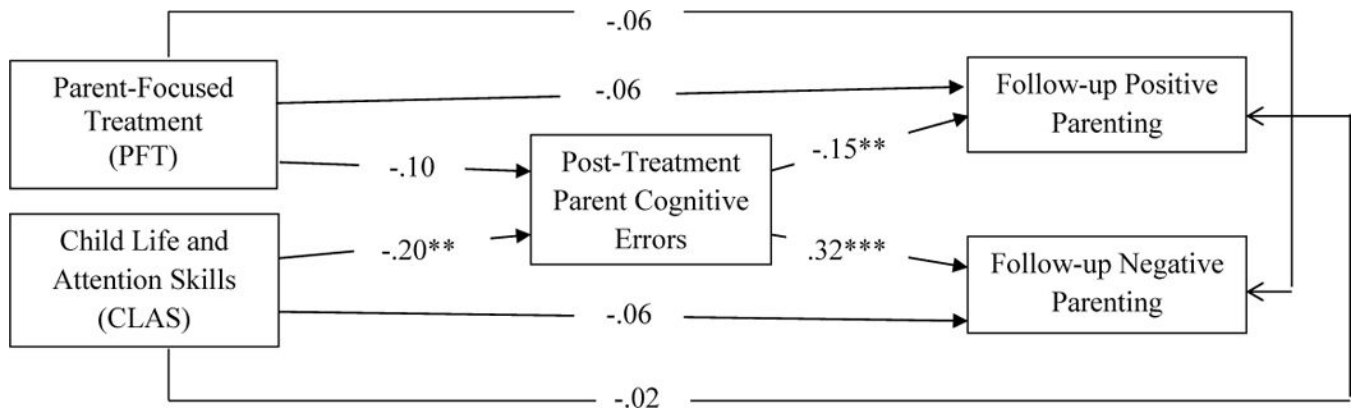 -.06
Parent-Focused
Treatment
(PFT)
-.06
Follow-up Positive
Parenting
-.10
Post-Treatment
Parent Cognitive
Errors
-.15**
Child Life and
Attention Skills
(CLAS)
-.20**
.32***
Follow-up Negative
Parenting
-.06
-.02